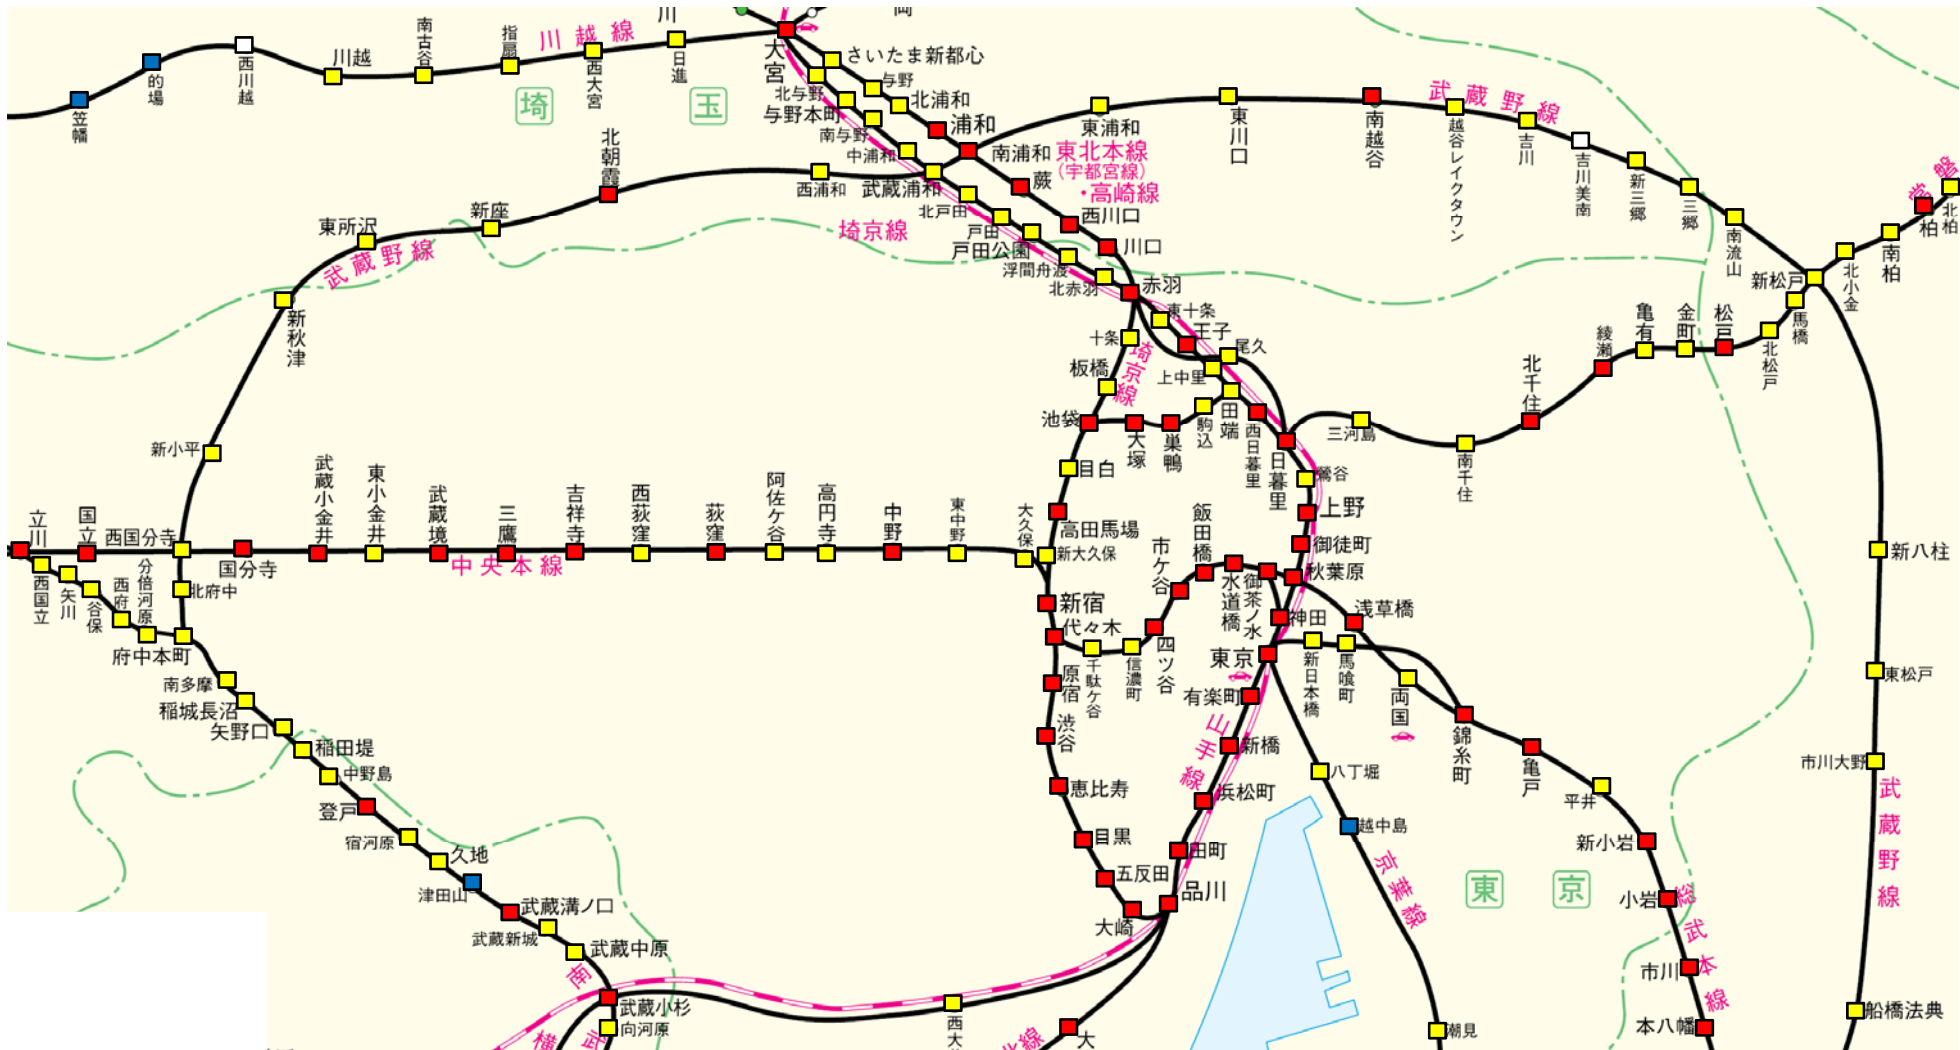 川
高
川越線
大宮
さいたま新都心
与野
北浦和
浦和
南浦和
東北本線
(宇都宮線)
・高崎線
蕨
西川口
川口
赤羽
笠幡
的場
西川越
川越
南古谷
指扇
西大宮
日進
埼
玉
北与野
与野本町
南与野
中浦和
武蔵浦和
西浦和
北戸田
戸田
戸田公園
浮間舟渡
北赤羽
埼京線
北朝霞
新座
東所沢
武蔵野線
新秋津
新小平
東浦和
東川口
南越谷
武蔵野線
越谷レイクタウン
吉川
吉川美南
新三郷
三郷
南流山
新松戸
常磐
北柏
柏
南柏
北小金
馬橋
北松戸
松戸
金町
亀有
綾瀬
北千住
南千住
三河島
東十条
王子
尾久
上中里
十条
埼京線
板橋
池袋
大塚
巣鴨
駒込
田端
西日暮里
日暮里
鶯谷
上野
御徒町
秋葉原
目白
高田馬場
新大久保
新宿
代々木
原宿
渋谷
恵比寿
目黒
五反田
大崎
品川
立川
国立
西国分寺
国分寺
武蔵小金井
東小金井
武蔵境
三鷹
吉祥寺
西荻窪
荻窪
阿佐ケ谷
高円寺
中野
東中野
大久保
中央本線
西国立
矢川
谷保
西府
分倍河原
北府中
府中本町
南多摩
稲城長沼
矢野口
稲田堤
中野島
登戸
宿河原
久地
津田山
武蔵溝ノ口
武蔵新城
武蔵中原
南
武
武蔵小杉
向河原
横
西大
大
千駄ケ谷
信濃町
四ツ谷
市ケ谷
飯田橋
水道橋
御茶ノ水
神田
東京
有楽町
新橋
浜松町
田町
山手線
新日本橋
馬喰町
浅草橋
両国
錦糸町
亀戸
平井
新小岩
小岩
市川
本八幡
総武本線
八丁堀
越中島
京葉線
潮見
東
京
新八柱
東松戸
市川大野
武蔵野線
船橋法典